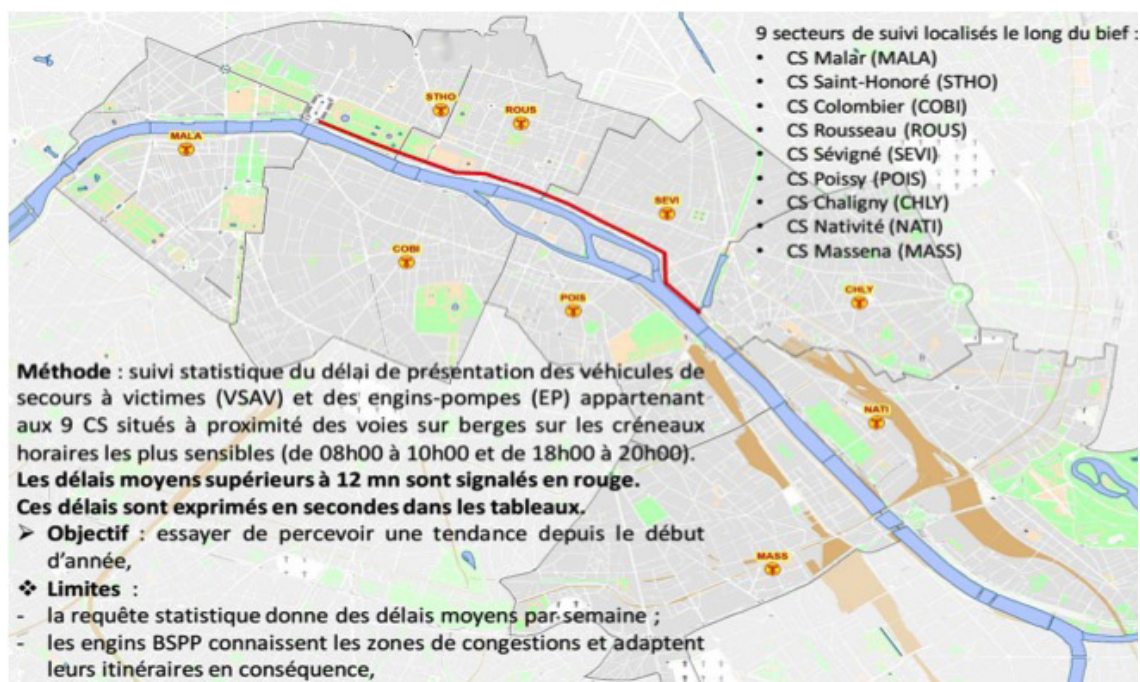 9 secteurs de suivi localisés le long du bief :
• CS Malar (MALA)
• CS Saint-Honoré (STHO)
• CS Colombier (COBI)
• CS Rousseau (ROUS)
• CS Sévigné (SEVI)
• CS Poissy (POIS)
• CS Chaligny (CHLY)
• CS Nativité (NATI)
• CS Massena (MASS)
STHO
ROUS
MALA
SEVI
COBI
CHLY
POIS
NATI
MASS
Méthode : suivi statistique du délai de présentation des véhicules de
secours à victimes (VSAV) et des engins-pompes (EP) appartenant
aux 9 CS situés à proximité des voies sur berges sur les créneaux
horaires les plus sensibles (de 08h00 à 10h00 et de 18h00 à 20h00).
Les délais moyens supérieurs à 12 mn sont signalés en rouge.
Ces délais sont exprimés en secondes dans les tableaux.
➢ Objectif : essayer de percevoir une tendance depuis le début
d'année,
❖ Limites :
- la requête statistique donne des délais moyens par semaine ;
- les engins BSPP connaissent les zones de congestions et adaptent
leurs itinéraires en conséquence,